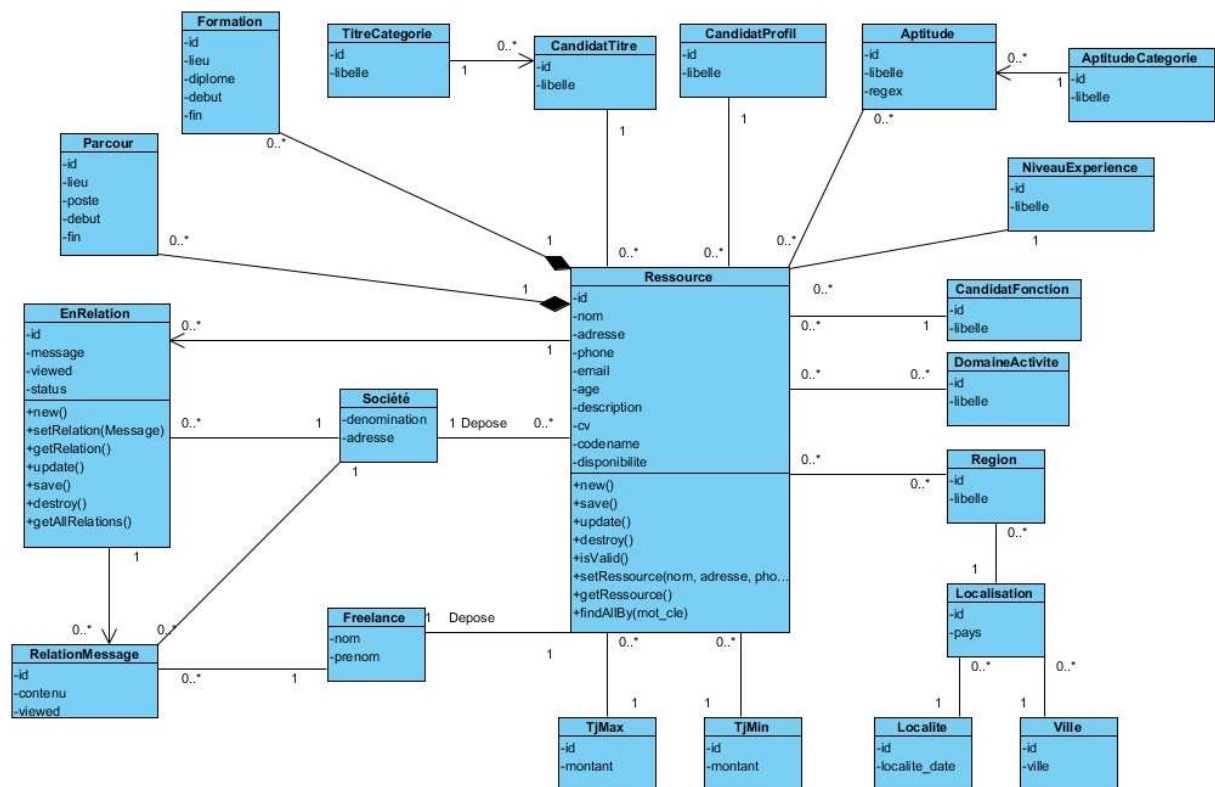 Formation
-id
-lieu
-diplome
-debut
-fin
0..*
TitreCategorie
-id
-libelle
1
0..*
CandidatTitre
-id
-libelle
1
CandidatProfil
-id
-libelle
1
Aptitude
-id
-libelle
-regex
0..*
0..*
1
AptitudeCategorie
-id
-libelle
Parcour
-id
-lieu
-poste
-debut
-fin
0..*
NiveauExperience
-id
-libelle
1
1
1
0..*
0..*
0..*
0..*
Ressource
-id
-nom
-adresse
-phone
-email
-age
-description
-cv
-codename
-disponibilite
+new()
+save()
+update()
+destroy()
+isValid()
+setRessource(nom, adresse, pho...
+getRessource()
+findAllBy(mot_cle)
CandidatFonction
-id
-libelle
0..*
1
DomaineActivite
-id
-libelle
0..*
0..*
EnRelation
-id
-message
-viewed
-status
+new()
+setRelation(Message)
+getRelation()
+update()
+save()
+destroy()
+getAllRelations()
0..*
1
0..*
1
1
Société
-denomination
-adresse
1 Depose
0..*
1
Region
-id
-libelle
0..*
0..*
0..*
1
Localisation
-id
-pays
0..*
0..*
1
1
Freelance
-nom
-prenom
1
Depose
1
0..*
0..*
RelationMessage
-id
-contenu
-viewed
0..*
1
0..*
0..*
1
1
TjMax
-id
-montant
TjMin
-id
-montant
Localite
-id
-localite_date
Ville
-id
-ville